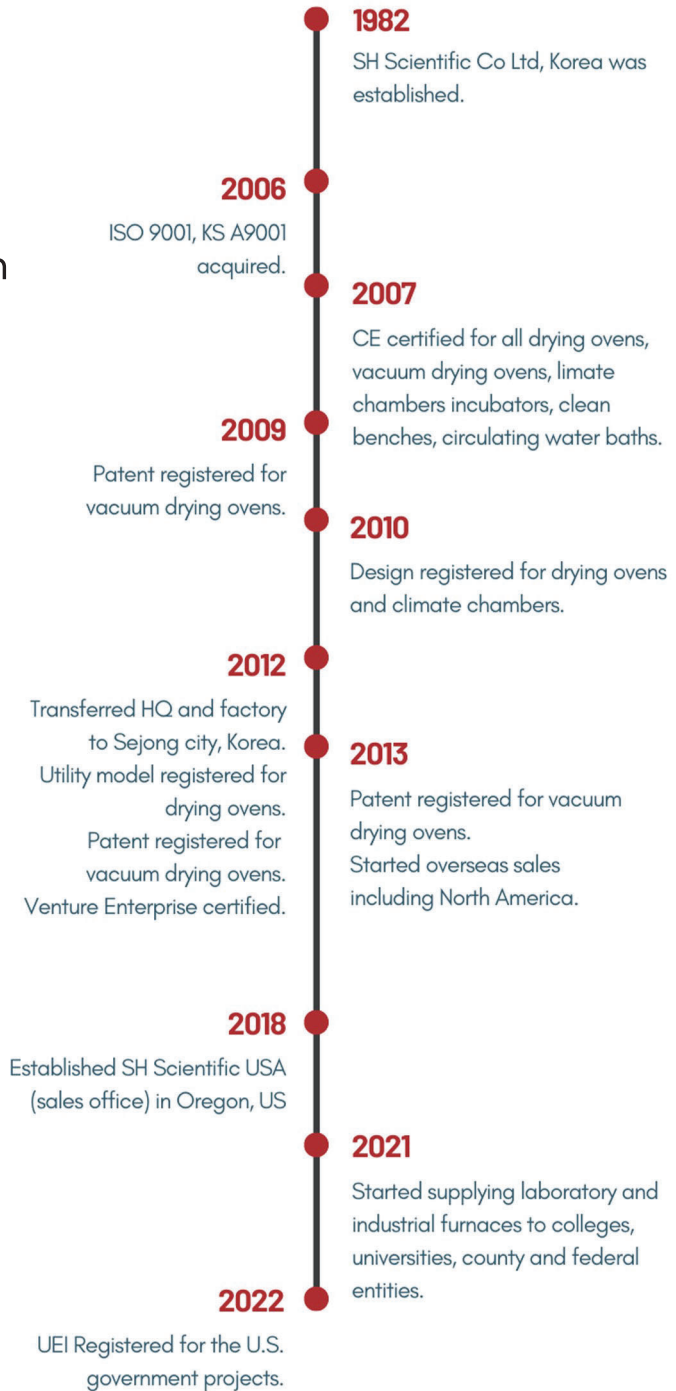 1982
SH Scientific Co Ltd, Korea was
established.
2006
ISO 9001, KS A9001
acquired.
n
2007
CE certified for all drying ovens,
vacuum drying ovens, limate
chambers incubators, clean
benches, circulating water baths.
2009
Patent registered for
vacuum drying ovens.
2010
Design registered for drying ovens
and climate chambers.
2012
Transferred HQ and factory
to Sejong city, Korea.
Utility model registered for
drying ovens.
Patent registered for
vacuum drying ovens.
Venture Enterprise certified.
2013
Patent registered for vacuum
drying ovens.
Started overseas sales
including North America.
2018
Established SH Scientific USA
(sales office) in Oregon, US
2021
Started supplying laboratory and
industrial furnaces to colleges,
universities, county and federal
entities.
2022
UEI Registered for the U.S.
government projects.